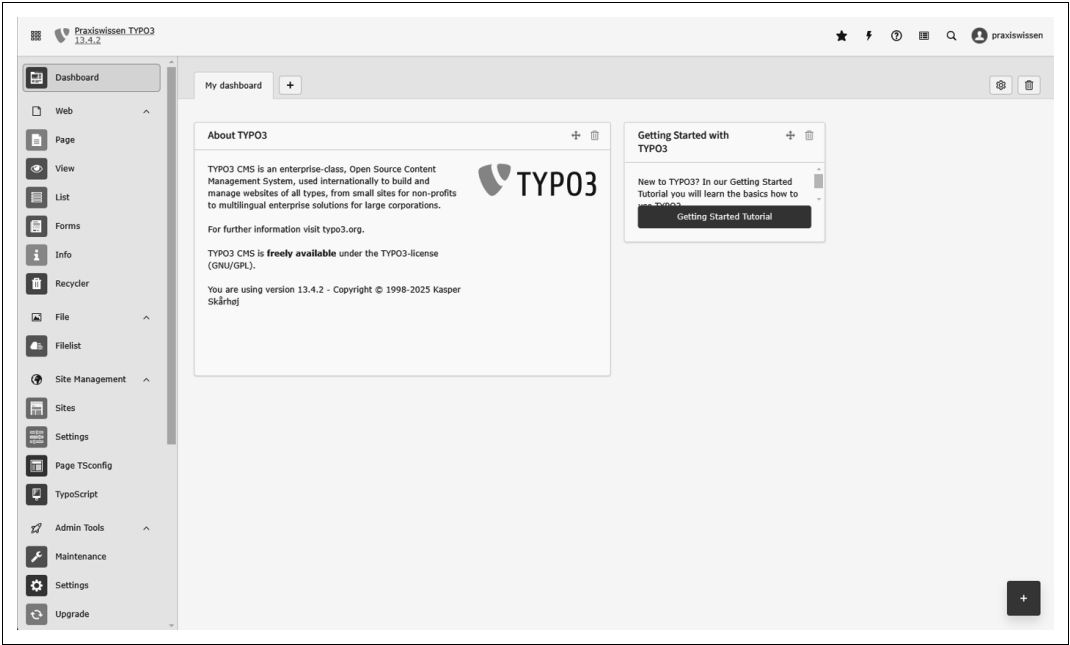 Praxiswissen TYPO3
13.4.2
praxiswissen
Dashboard
Web
Page
View
List
Forms
Info
Recycler
File
Filelist
Site Management
Sites
Settings
Page TSconfig
TypoScript
Admin Tools
Maintenance
Settings
Upgrade
My dashboard
+
About TYPO3
TYPO3 CMS is an enterprise-class, Open Source Content
Management System, used internationally to build and
manage websites of all types, from small sites for non-profits
to multilingual enterprise solutions for large corporations.
For further information visit typo3.org.
TYPO3 CMS is freely available under the TYPO3-license
(GNU/GPL).
You are using version 13.4.2 - Copyright © 1998-2025 Kasper
Skårhøj
TYPO3
Getting Started with
TYPO3
New to TYPO3? In our Getting Started
Tutorial you will learn the basics how to
use TYPO3
Getting Started Tutorial
+